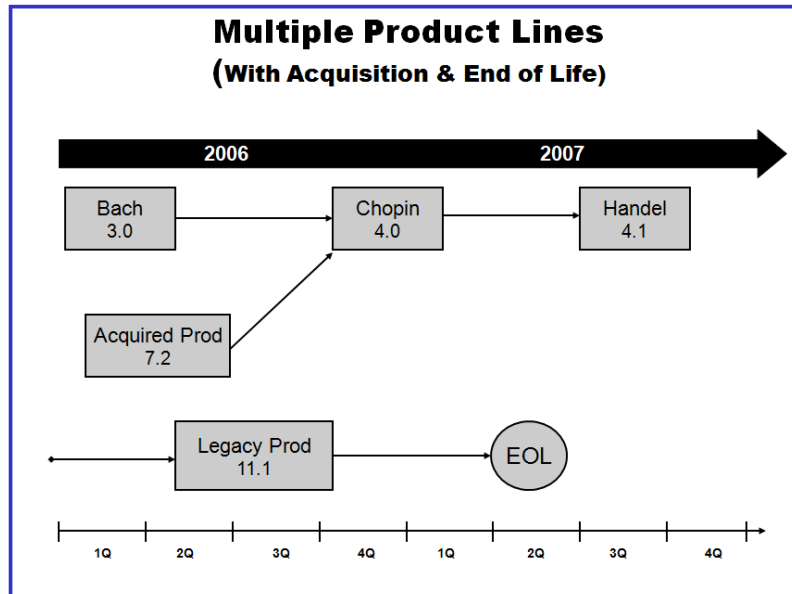 Multiple Product Lines
(With Acquisition & End of Life)
2006 2007
Bach
3.0
Chopin
4.0
Handel
4.1
Acquired Prod
7.2
Legacy Prod
11.1
EOL
1Q 2Q 3Q 4Q 1Q 2Q 3Q 4Q